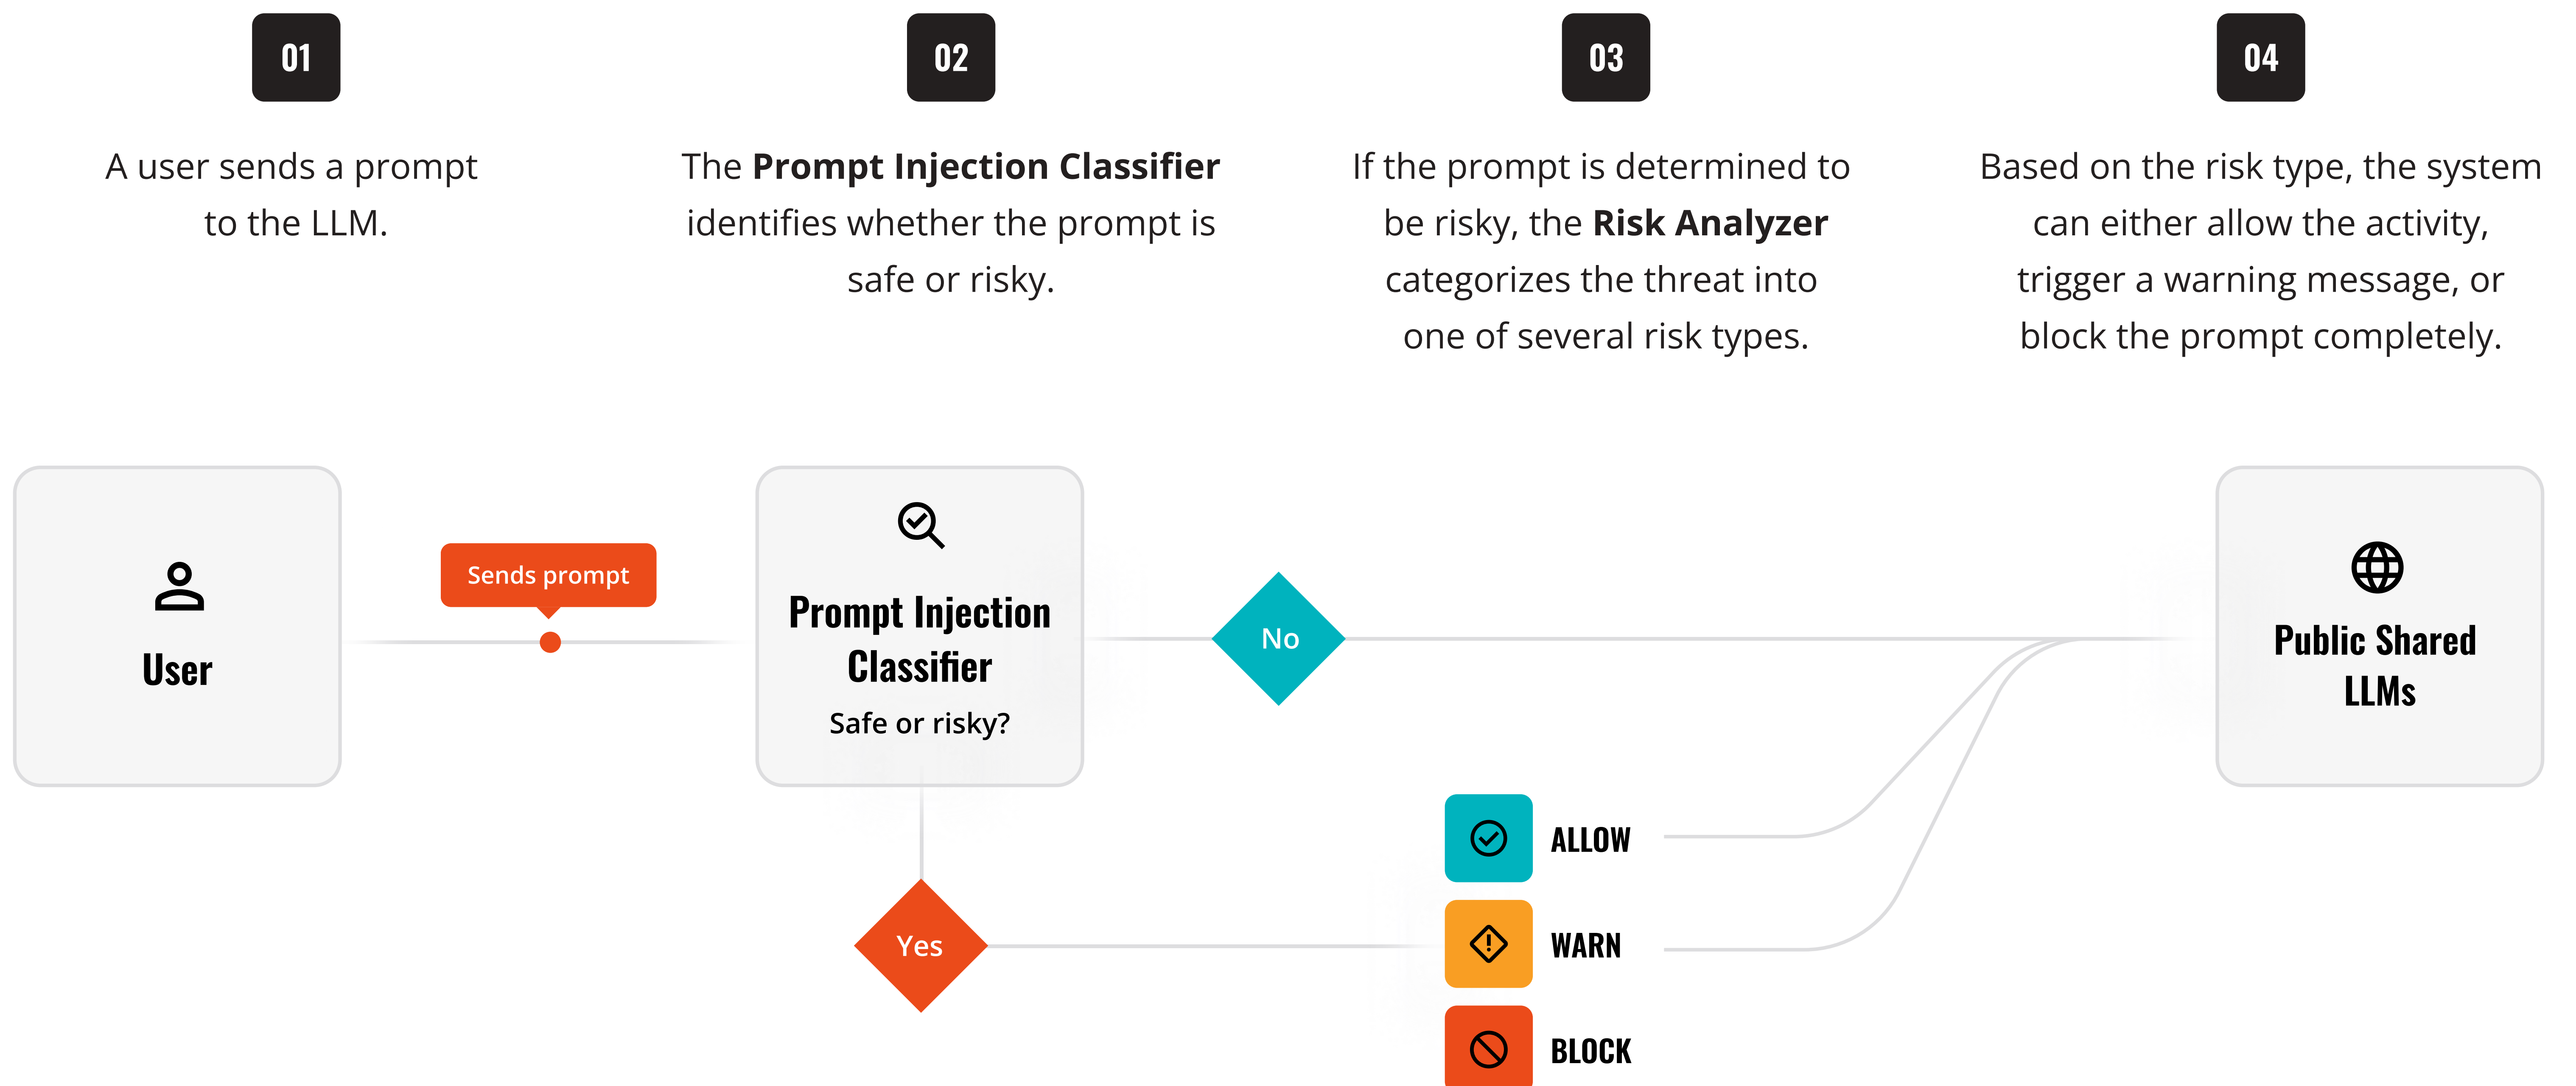 01
A user sends a prompt
to the LLM.
02
The Prompt Injection Classifier
identifies whether the prompt is
safe or risky.
03
If the prompt is determined to
be risky, the Risk Analyzer
categorizes the threat into
one of several risk types.
04
Based on the risk type, the system
can either allow the activity,
trigger a warning message, or
block the prompt completely.
User
Sends prompt
Prompt Injection
Classifier
Safe or risky?
No
Public Shared
LLMs
Yes
ALLOW
WARN
BLOCK